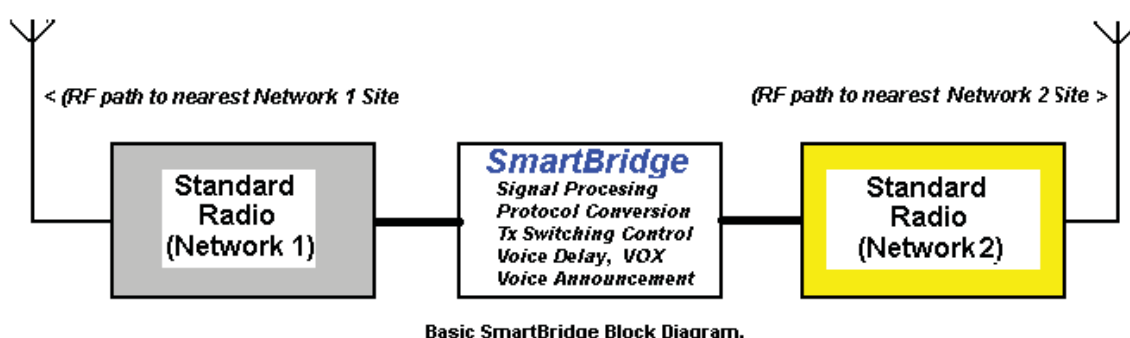 < (RF path to nearest Network 1 Site
(RF path to nearest Network 2 Site >
Standard
Radio
(Network 1)
SmartBridge
Signal Procesing
Protocol Conversion
Tx Switching Control
Voice Delay, VOX
Voice Announcement
Standard
Radio
(Network 2)
Basic SmartBridge Block Diagram.